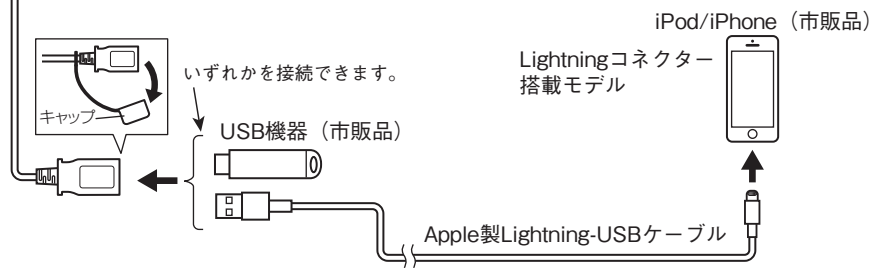 iPod/iPhone（市販品）
Lightningコネクター
搭載モデル
いずれかを接続できます。
キャップ
USB機器（市販品）
Apple製Lightning-USBケーブル